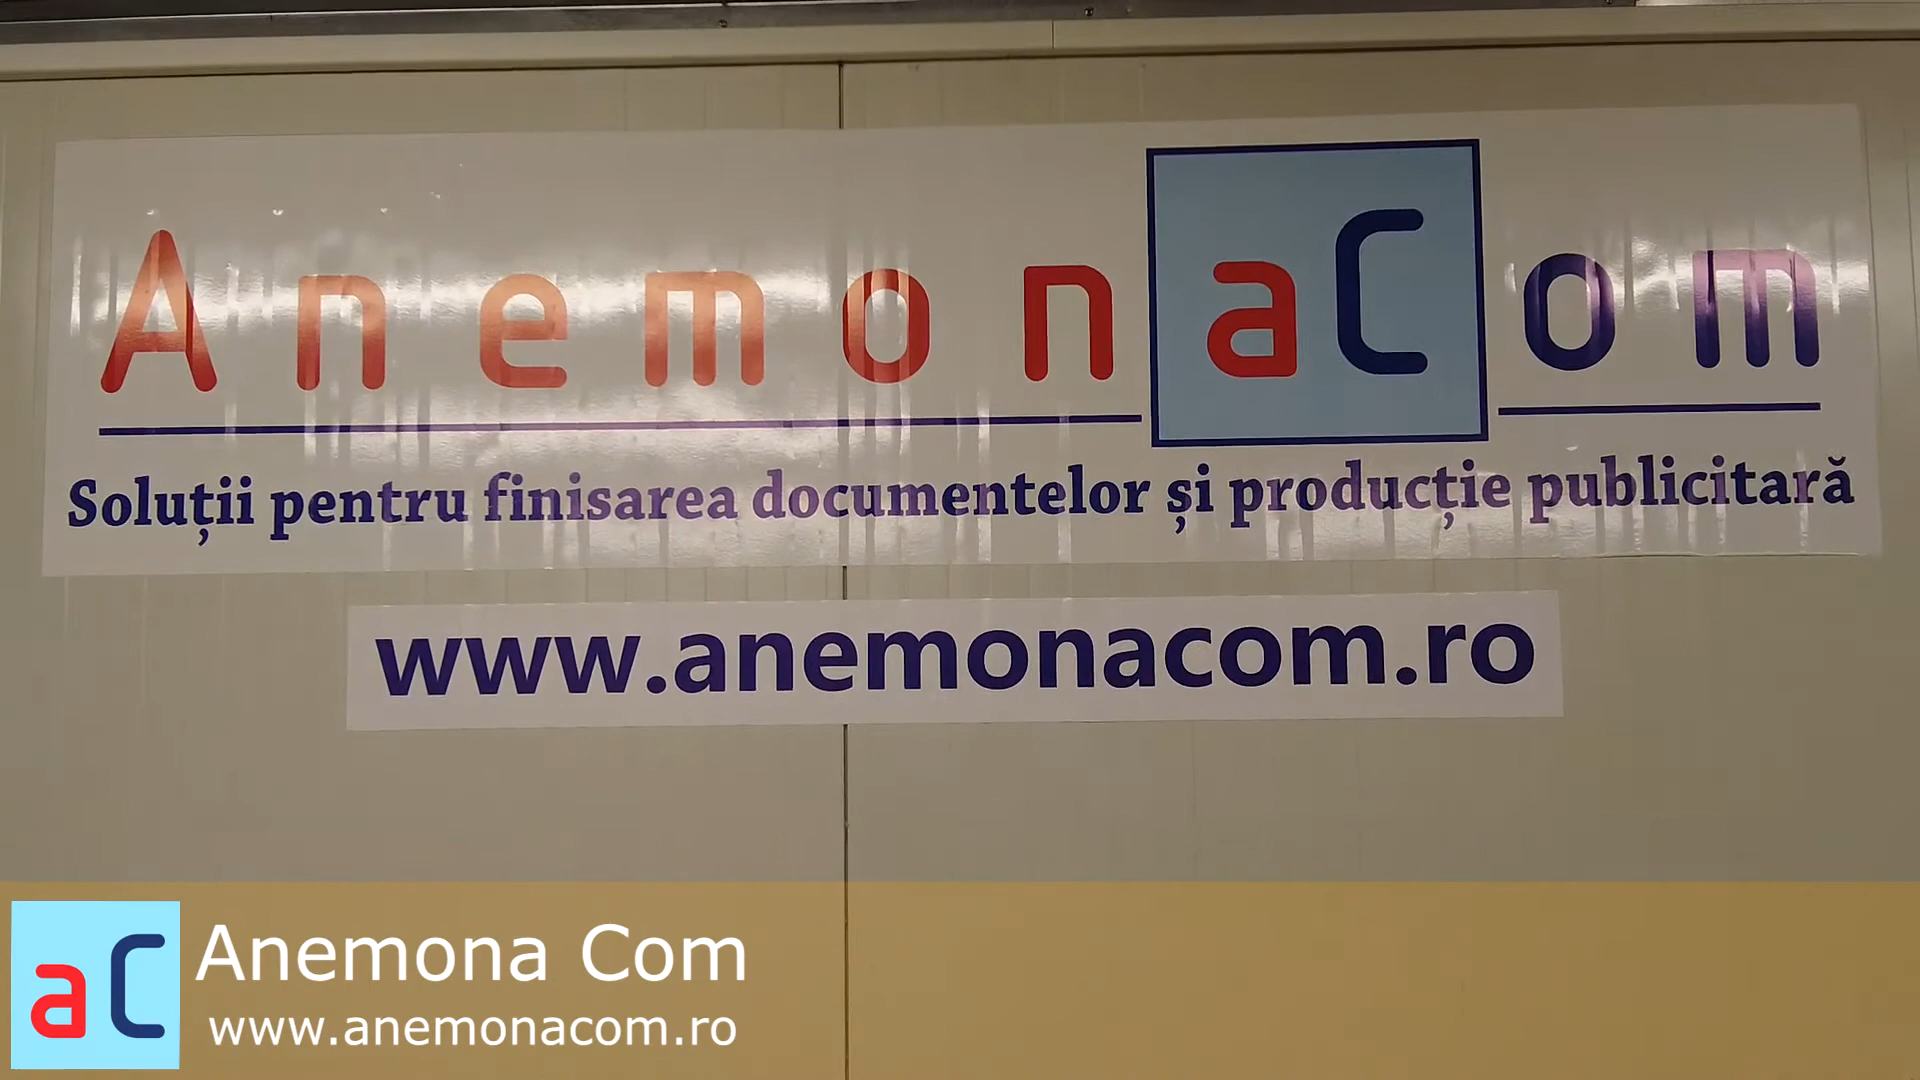 AnemonaCom
Soluții pentru finisarea documentelor și producție publicitară
www.anemonacom.ro
aC
Anemona Com
www.anemonacom.ro